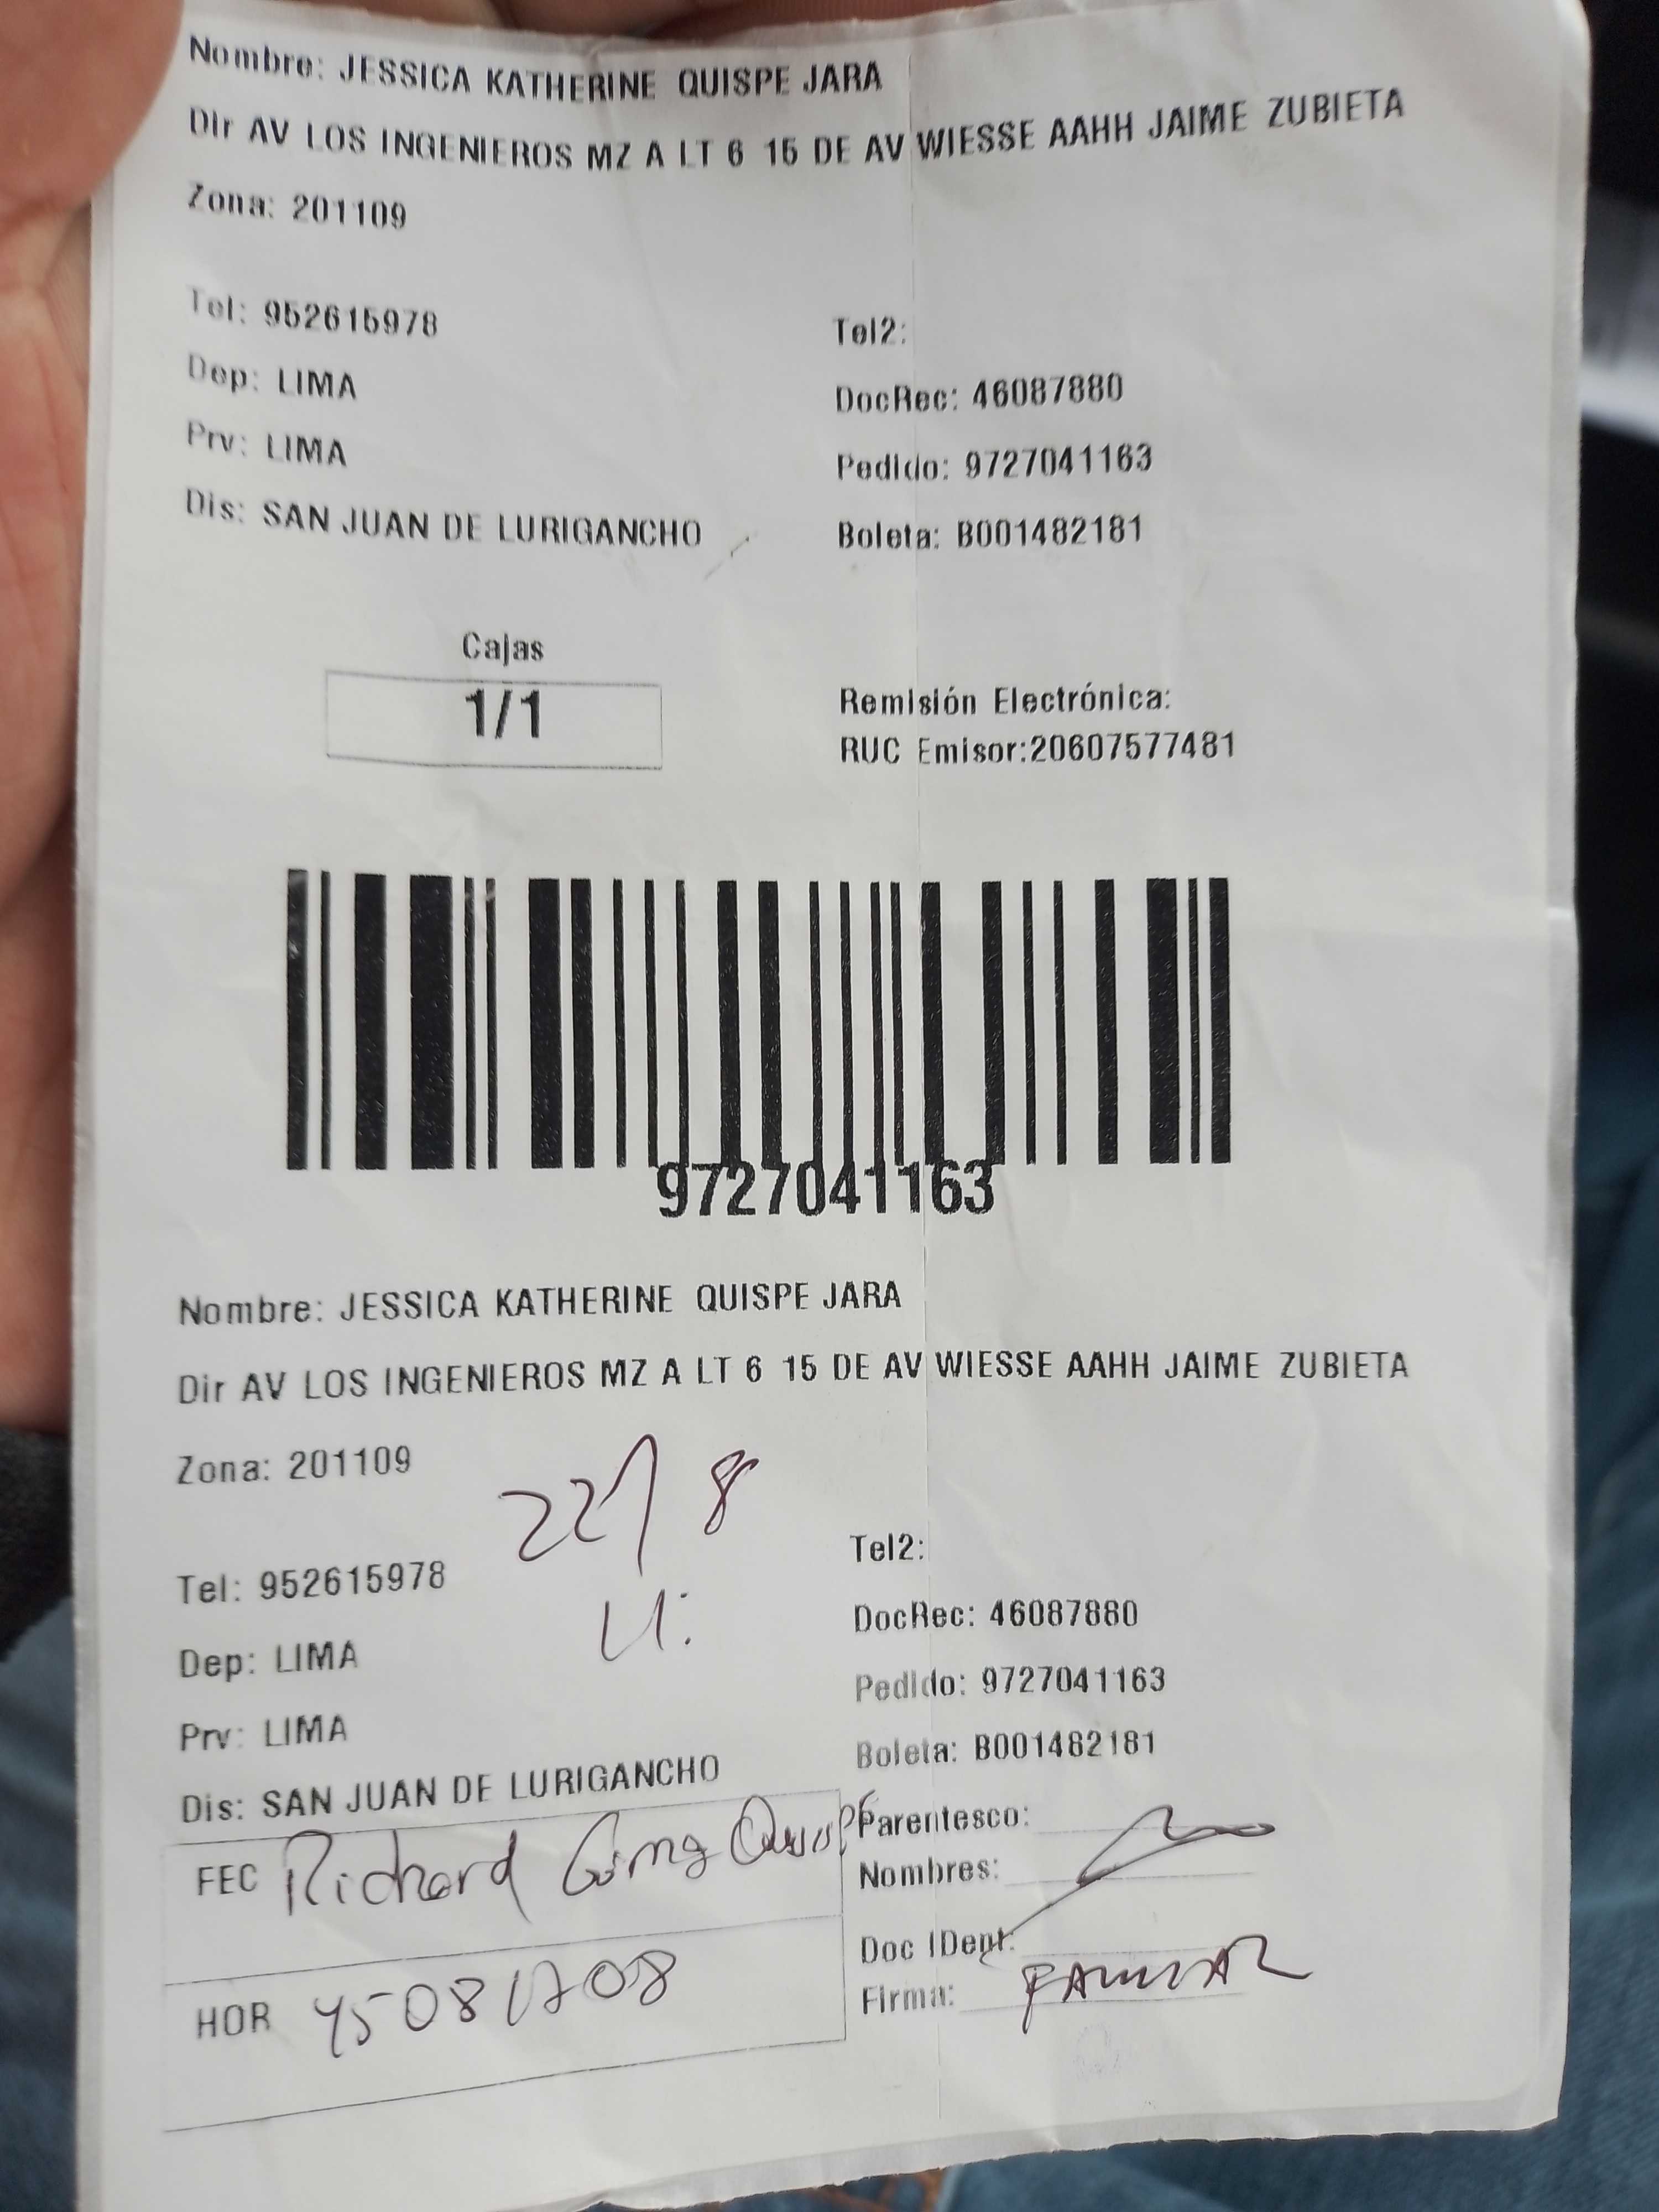 Nombre: JESSICA KATHERINE QUISPE JARA
Dir AV LOS INGENIEROS MZ A LT 6 15 DE AV WIESSE AAHH JAIME ZUBIETA
Zona: 201109
Tel: 952615978 Tel2:
Dep: LIMA DocRec: 46087880
Prv: LIMA Pedido: 9727041163
Dis: SAN JUAN DE LURIGANCHO Boleta: B001482181
Cajas
1/1
Remisión Electrónica:
RUC Emisor:20607577481
9727041163
Nombre: JESSICA KATHERINE QUISPE JARA
Dir AV LOS INGENIEROS MZ A LT 6 15 DE AV WIESSE AAHH JAIME ZUBIETA
Zona: 201109
22/8
Tel: 952615978 Tel2:
Dep: LIMA DocRec: 46087880
Prv: LIMA Pedido: 9727041163
Dis: SAN JUAN DE LURIGANCHO Boleta: B001482181
Parentesco:
FEC Richard Nombres:
Doc IDent:
HOR Firma: FAMILIAR